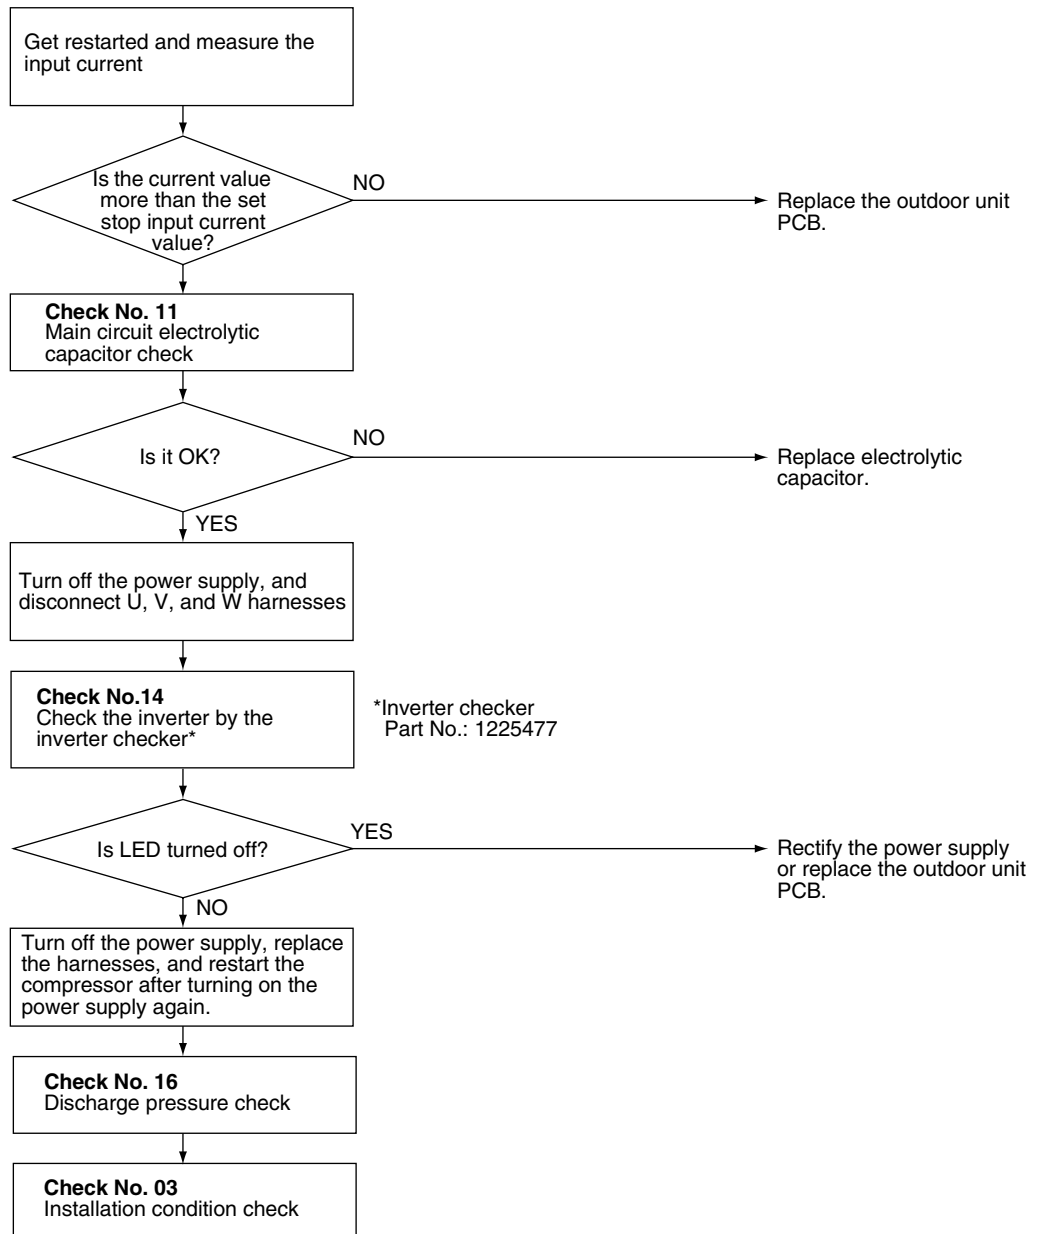 Get restarted and measure the
input current
Is the current value
more than the set
stop input current
value?
NO
Replace the outdoor unit
PCB.
Check No. 11
Main circuit electrolytic
capacitor check
Is it OK?
NO
Replace electrolytic
capacitor.
YES
Turn off the power supply, and
disconnect U, V, and W harnesses
Check No.14
Check the inverter by the
inverter checker*
*Inverter checker
Part No.: 1225477
Is LED turned off?
YES
Rectify the power supply
or replace the outdoor unit
PCB.
NO
Turn off the power supply, replace
the harnesses, and restart the
compressor after turning on the
power supply again.
Check No. 16
Discharge pressure check
Check No. 03
Installation condition check